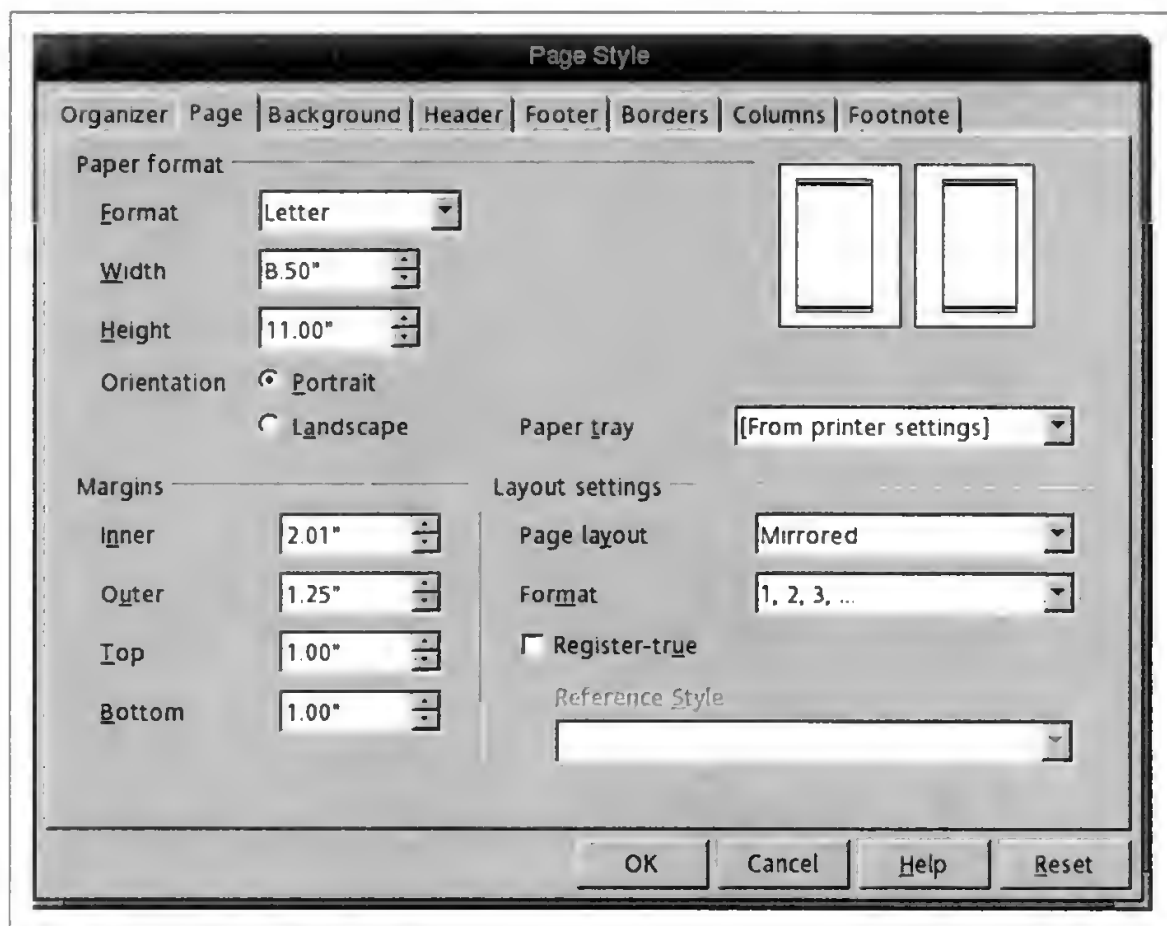 Page Style
Organizer Page Background Header Footer Borders Columns Footnote
Paper format
Format Letter
Width 8.50"
Height 11.00"
Orientation Portrait
Landscape
Paper tray [From printer settings]
Margins
Inner 2.01"
Outer 1.25"
Top 1.00"
Bottom 1.00"
Layout settings
Page layout Mirrored
Format 1, 2, 3, ...
Register-true
Reference Style
OK Cancel Help Reset